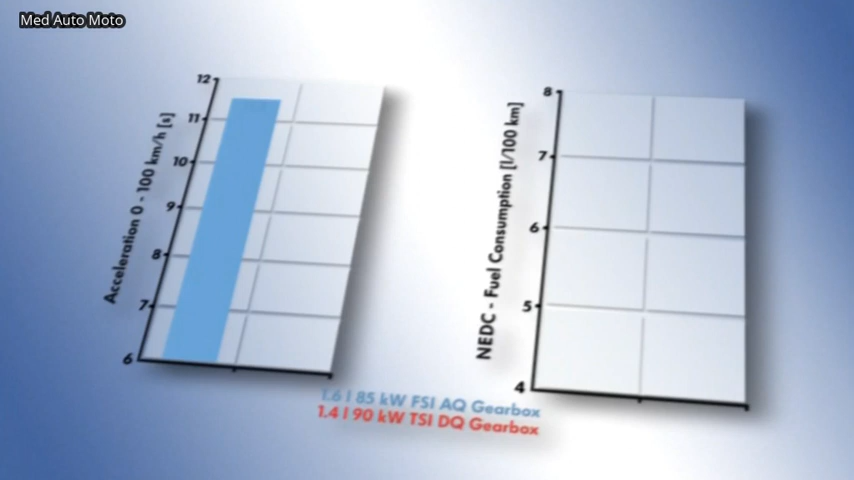 Med Auto Moto
12
11
10
9
8
7
6
Acceleration 0 - 100 km/h [s]
8
7
6
5
4
NEDC - Fuel Consumption [l/100 km]
1.6 l 85 kW FSI AQ Gearbox
1.4 l 90 kW TSI DQ Gearbox